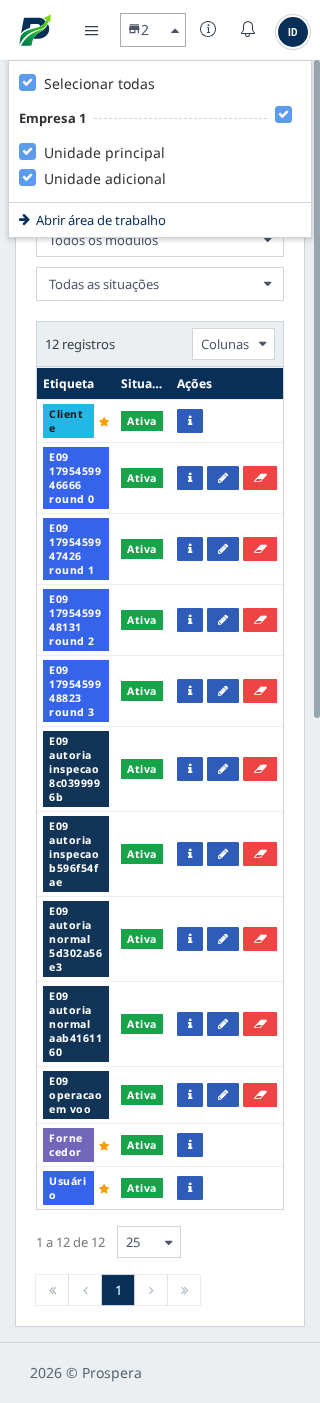 2
ID
Selecionar todas
Empresa 1
Unidade principal
Unidade adicional
Abrir área de trabalho
Todos os módulos
Todas as situações
12 registros
Colunas
Etiqueta Situa... Ações
Client
e
Ativa
E09
17954599
46666
round 0
Ativa
E09
17954599
47426
round 1
Ativa
E09
17954599
48131
round 2
Ativa
E09
17954599
48823
round 3
Ativa
E09
autoria
inspecao
8c039999
6b
Ativa
E09
autoria
inspecao
b596f54f
ae
Ativa
E09
autoria
normal
5d302a56
e3
Ativa
E09
autoria
normal
aab41611
60
Ativa
E09
operacao
em voo
Ativa
Forne
cedor
Ativa
Usuári
o
Ativa
1 a 12 de 12
25
« ‹ 1 › »
2026 © Prospera